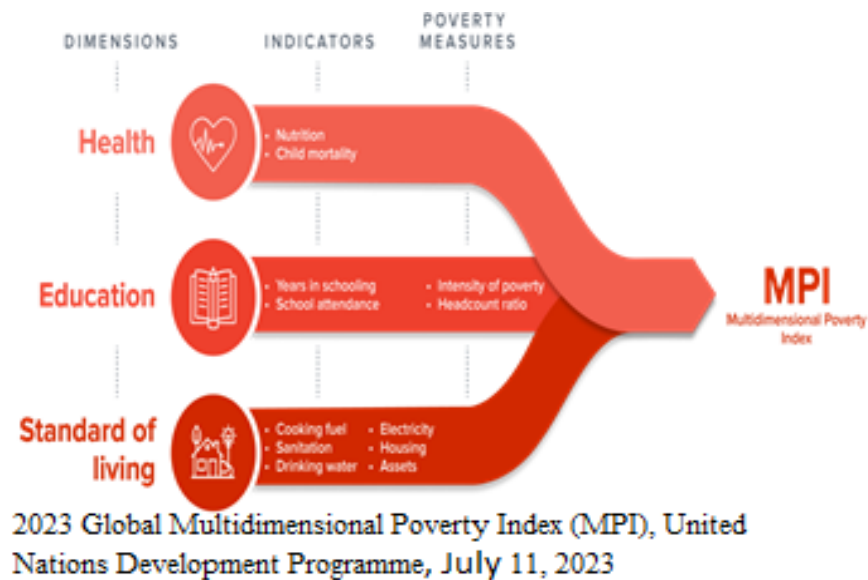 DIMENSIONS
INDICATORS
POVERTY
MEASURES
Health
• Nutrition
• Child mortality
Education
• Years in schooling
• School attendance
• Intensity of poverty
• Headcount ratio
Standard of
living
• Cooking fuel
• Sanitation
• Drinking water
• Electricity
• Housing
• Assets
MPI
Multidimensional Poverty
Index
2023 Global Multidimensional Poverty Index (MPI), United
Nations Development Programme, July 11, 2023